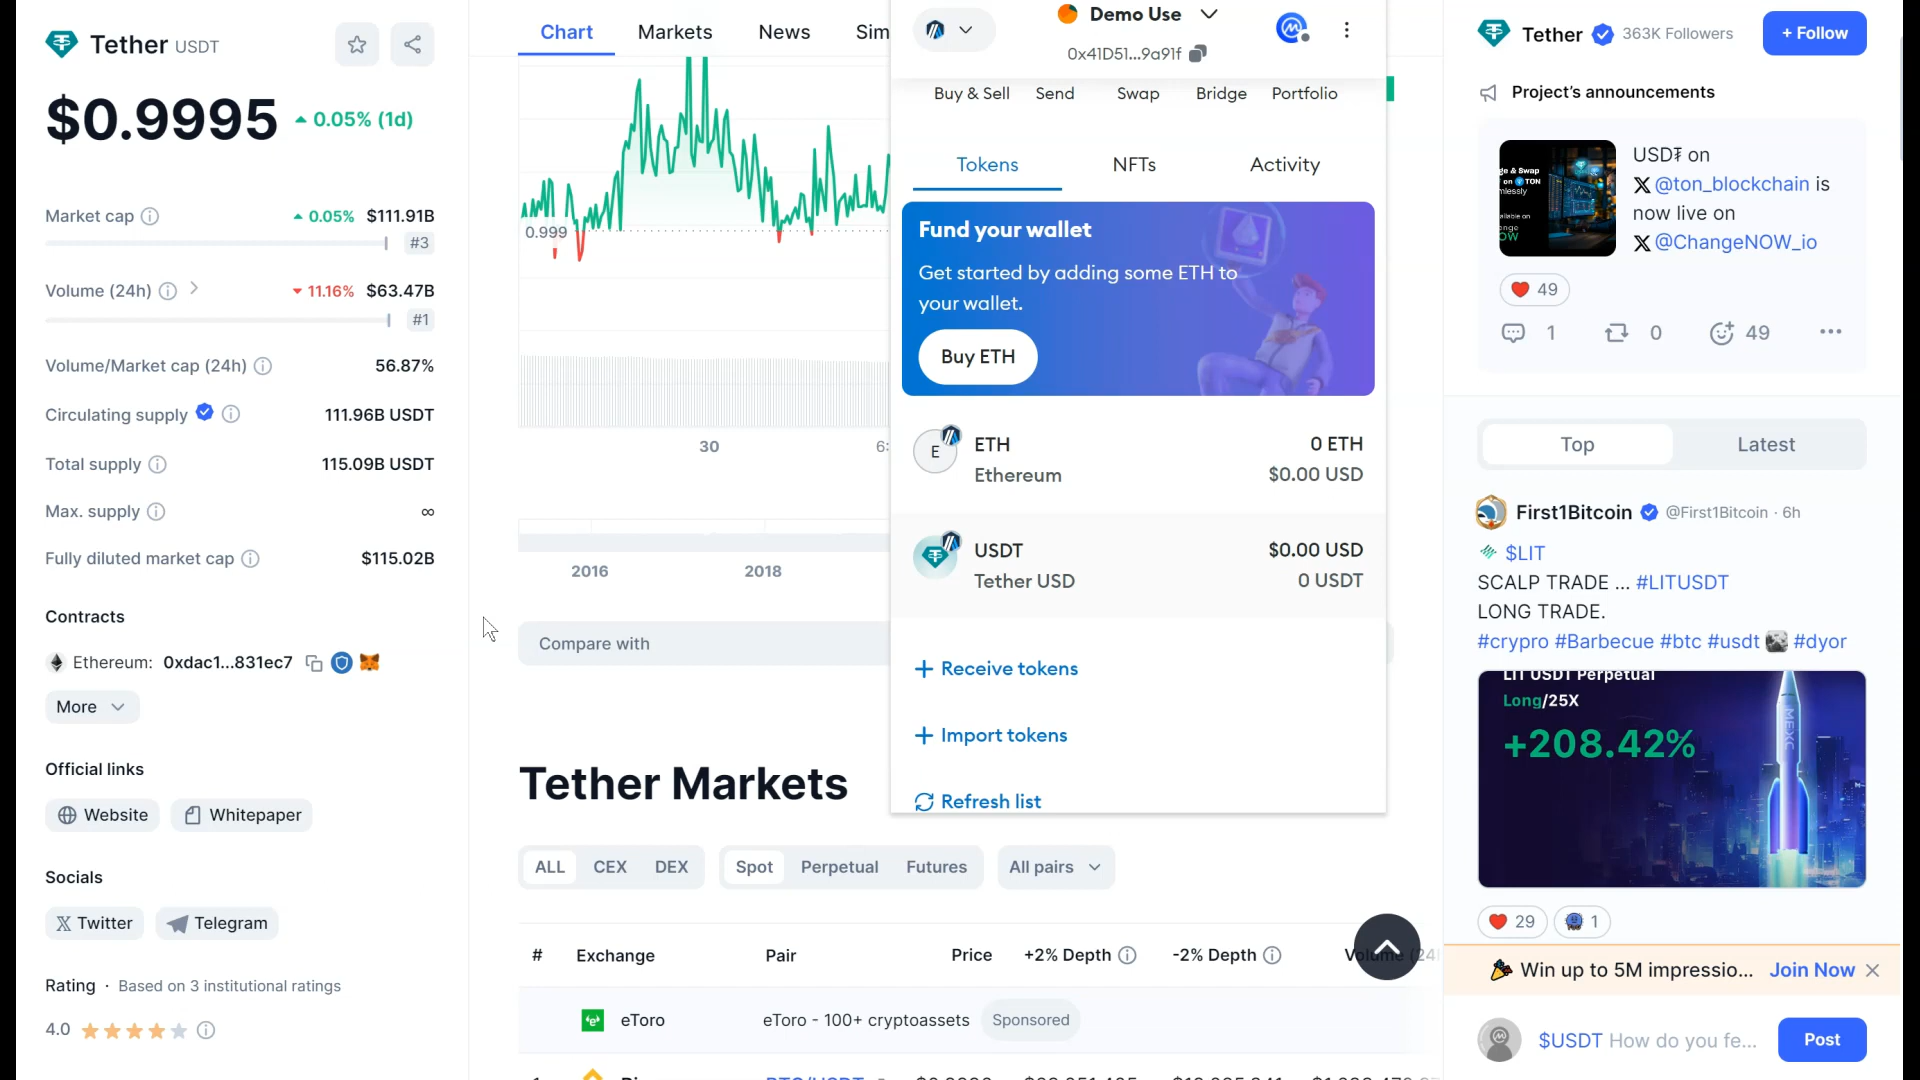 Tether USDT
$0.9995 0.05% (1d)
Market cap 0.05% $111.91B
#3
Volume (24h) 11.16% $63.47B
#1
Volume/Market cap (24h) 56.87%
Circulating supply 111.96B USDT
Total supply 115.09B USDT
Max. supply ∞
Fully diluted market cap $115.02B
Contracts
Ethereum: 0xdac1...831ec7
More
Official links
Website Whitepaper
Socials
Twitter Telegram
Rating · Based on 3 institutional ratings
4.0
Chart Markets News Sim
0.999
30 6:
2016 2018
Compare with
Tether Markets
ALL CEX DEX Spot Perpetual Futures All pairs
# Exchange Pair Price +2% Depth -2% Depth
eToro eToro - 100+ cryptoassets Sponsored
Demo Use
0x41D51...9a91f
Buy & Sell Send Swap Bridge Portfolio
Tokens NFTs Activity
Fund your wallet
Get started by adding some ETH to
your wallet.
Buy ETH
E ETH 0 ETH
Ethereum $0.00 USD
USDT $0.00 USD
Tether USD 0 USDT
+ Receive tokens
+ Import tokens
Refresh list
Tether 363K Followers + Follow
Project's announcements
USD₮ on
@ton_blockchain is
now live on
@ChangeNOW_io
49
1 0 49
Top Latest
First1Bitcoin @First1Bitcoin · 6h
$LIT
SCALP TRADE ... #LITUSDT
LONG TRADE.
#crypro #Barbecue #btc #usdt #dyor
LIT USDT Perpetual
Long/25X
+208.42%
MEXC
29 1
Win up to 5M impressio... Join Now
$USDT How do you fe... Post